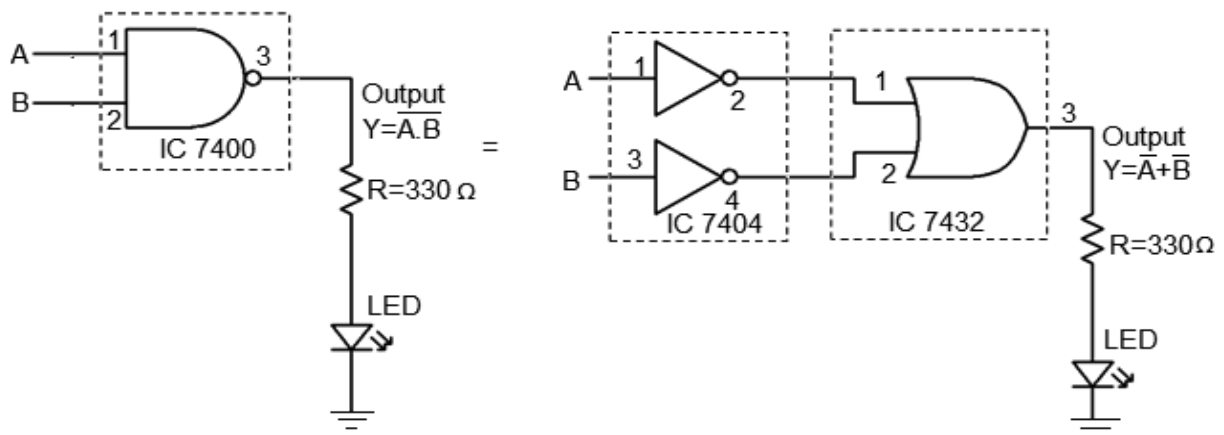 A
B
1
2
3
IC 7400
Output
Y=A̅.̅B̅
R=330 Ω
LED
=
A
B
1
2
3
4
IC 7404
1
2
3
IC 7432
Output
Y=A̅+B̅
R=330Ω
LED